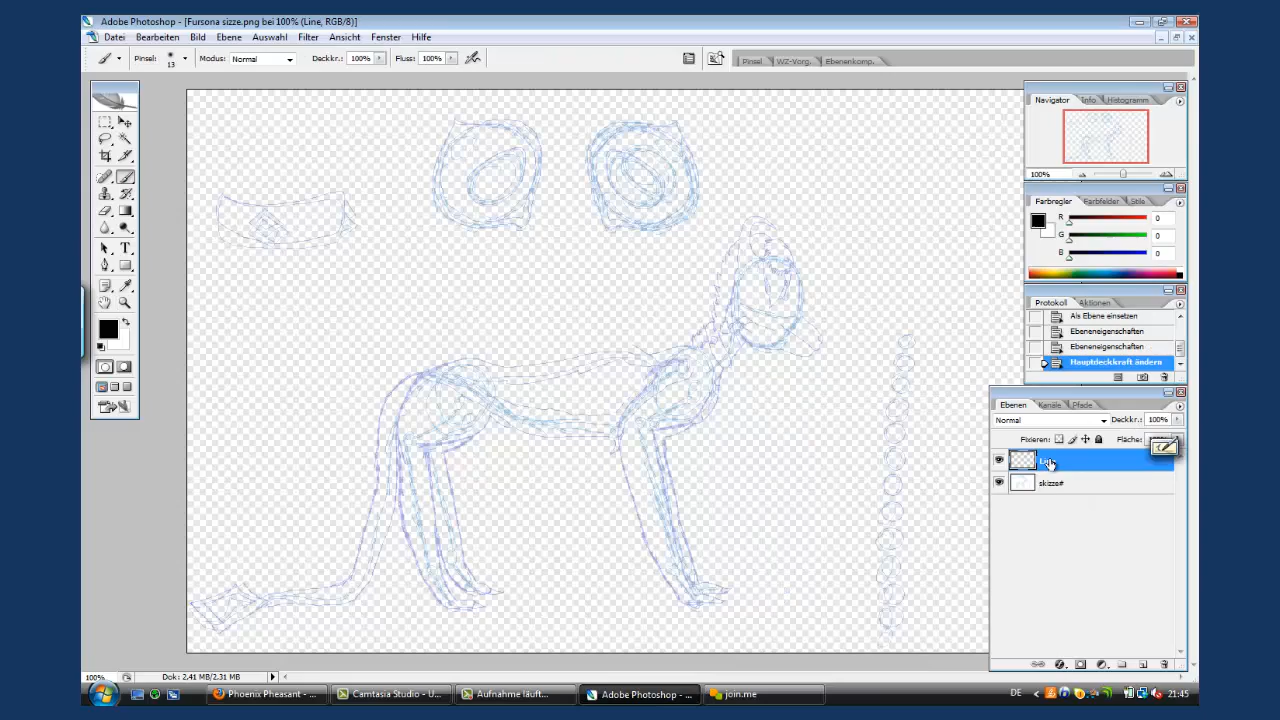 Adobe Photoshop - [Fursona sizze.png bei 100% (Line, RGB/8)]
Datei Bearbeiten Bild Ebene Auswahl Filter Ansicht Fenster Hilfe
Pinsel: 13 Modus: Normal Deckkr.: 100% Fluss: 100% Pinsel WZ-Vorg. Ebenenkomp.
Navigator Info Histogramm
100%
Farbregler Farbfelder Stile
R 0
G 0
B 0
Protokoll Aktionen
Als Ebene einsetzen
Ebeneneigenschaften
Ebeneneigenschaften
Hauptdeckkraft ändern
Ebenen Kanäle Pfade
Normal Deckkr.: 100%
Fixieren: Fläche:
skizze#
100% Dok: 2,41 MB/2,31 MB
Phoenix Pheasant - ... Camtasia Studio - U... Aufnahme läuft... Adobe Photoshop - ... join.me DE 21:45